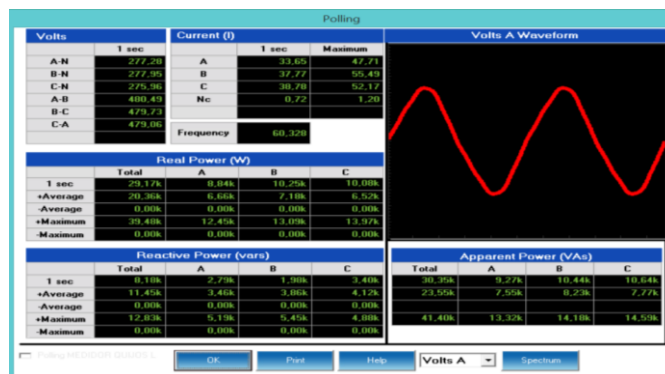 Polling
Volts
1 sec
A-N 277,28
B-N 277,95
C-N 275,96
A-B 480,49
B-C 479,73
C-A 479,06
Current (I)
1 sec Maximum
A 33,65 47,71
B 37,77 55,49
C 38,78 52,17
Nc 0,72 1,20
Frequency 60,328
Volts A Waveform
Real Power (W)
Total A B C
1 sec 29,17k 8,84k 10,25k 10,08k
+Average 20,36k 6,66k 7,18k 6,52k
-Average 0,00k 0,00k 0,00k 0,00k
+Maximum 39,48k 12,45k 13,09k 13,97k
-Maximum 0,00k 0,00k 0,00k 0,00k
Reactive Power (vars)
Total A B C
1 sec 8,18k 2,79k 1,98k 3,40k
+Average 11,45k 3,46k 3,86k 4,12k
-Average 0,00k 0,00k 0,00k 0,00k
+Maximum 12,83k 5,19k 5,45k 4,88k
-Maximum 0,00k 0,00k 0,00k 0,00k
Apparent Power (VAs)
Total A B C
30,35k 9,27k 10,44k 10,64k
23,55k 7,55k 8,23k 7,77k
41,40k 13,32k 14,18k 14,59k
Polling
OK Print Help Volts A Spectrum